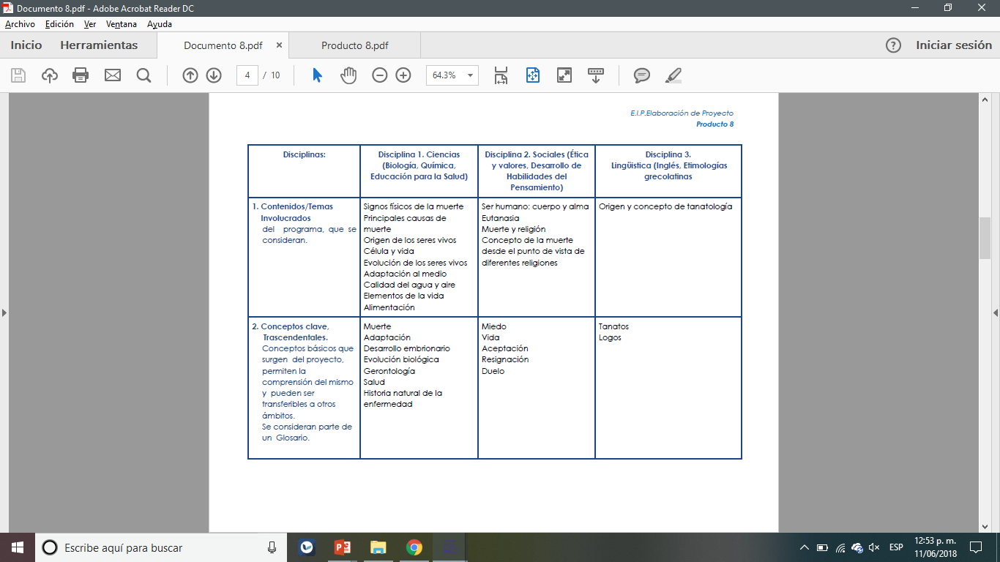 Documento 8.pdf - Adobe Acrobat Reader DC
Archivo Edición Ver Ventana Ayuda
Inicio Herramientas Documento 8.pdf × Producto 8.pdf ? Iniciar sesión
4 / 10 64.3%
E.I.P.Elaboración de Proyecto
Producto 8
Disciplinas:
Disciplina 1. Ciencias
(Biología, Química,
Educación para la Salud)
Disciplina 2. Sociales (Ética
y valores, Desarrollo de
Habilidades del
Pensamiento)
Disciplina 3.
Lingüistica (Inglés, Etimologías
grecolatinas
1. Contenidos/Temas
Involucrados
del programa, que se
consideran.
Signos físicos de la muerte
Principales causas de
muerte
Origen de los seres vivos
Célula y vida
Evolución de los seres vivos
Adaptación al medio
Calidad del agua y aire
Elementos de la vida
Alimentación
Ser humano: cuerpo y alma
Eutanasia
Muerte y religión
Concepto de la muerte
desde el punto de vista de
diferentes religiones
Origen y concepto de tanatología
2. Conceptos clave,
Trascendentales.
Conceptos básicos que
surgen del proyecto,
permiten la
comprensión del mismo
y pueden ser
transferibles a otros
ámbitos.
Se consideran parte de
un Glosario.
Muerte
Adaptación
Desarrollo embrionario
Evolución biológica
Gerontología
Salud
Historia natural de la
enfermedad
Miedo
Vida
Aceptación
Resignación
Duelo
Tanatos
Logos
Escribe aquí para buscar
ESP
12:53 p. m.
11/06/2018